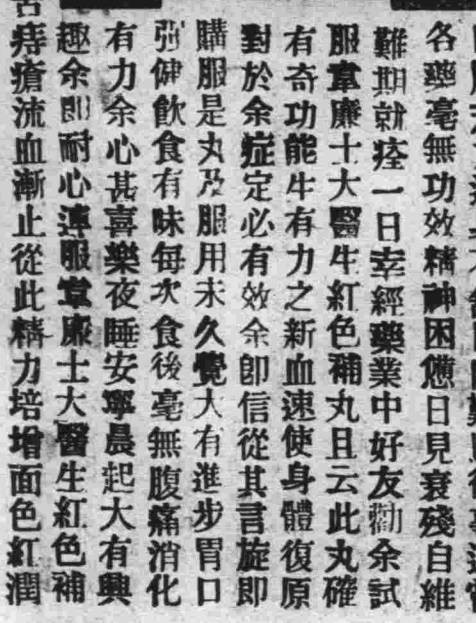 各藥毫無功效精神困憊日見衰殘自維
難期就痊一日幸經藥業中好友勸余試
服韋廉士大醫生紅色補丸且云此丸確
有奇功能生有力之新血速使身體復原
對於余症定必有效余卽信從其言旋即
購服是丸及服用未久覺大有進步胃口
强健飲食有味每次食後毫無腹痛消化
有力余心甚喜樂夜睡安寧晨起大有興
趣余卽耐心連服韋廉士大醫生紅色補
痔瘡流血漸止從此精力培增面色紅潤